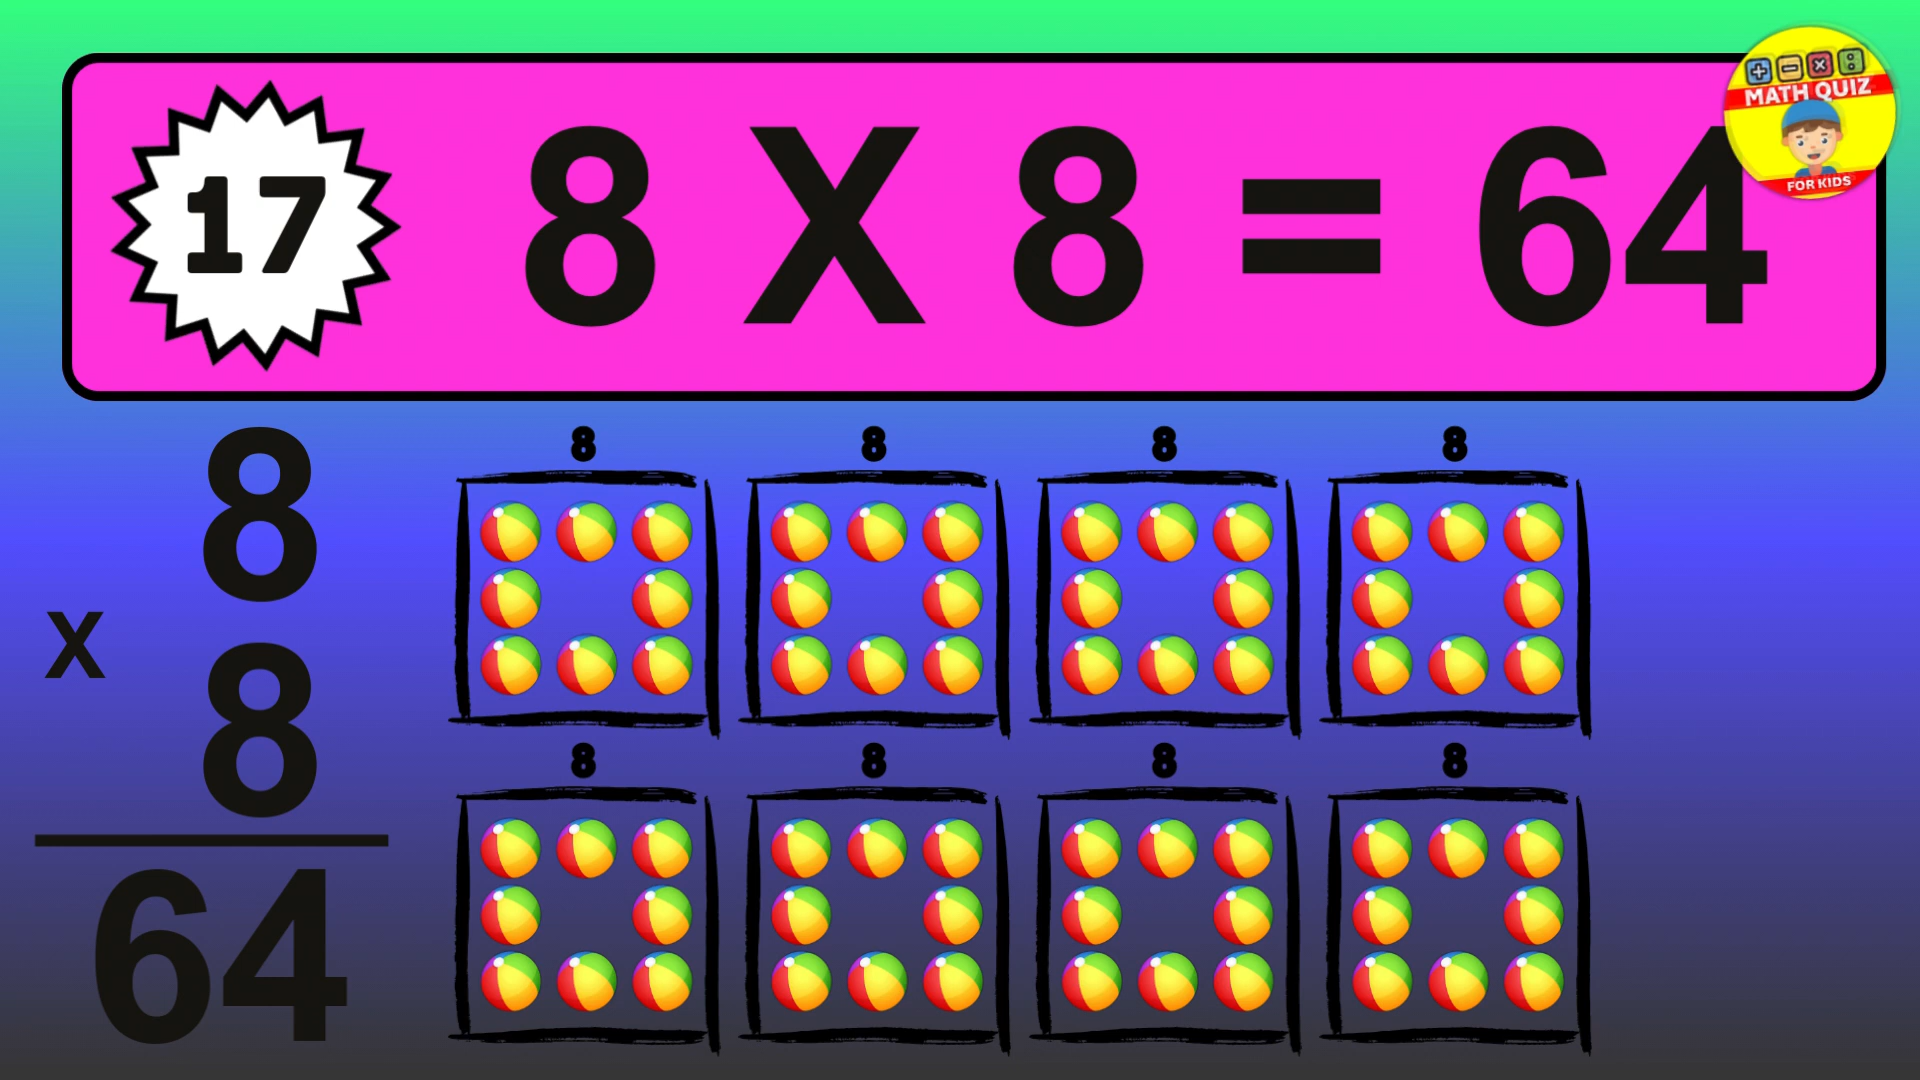 17 8 X 8 = 64
MATH QUIZ
FOR KIDS
8
X
8
64
8 8 8 8
8 8 8 8